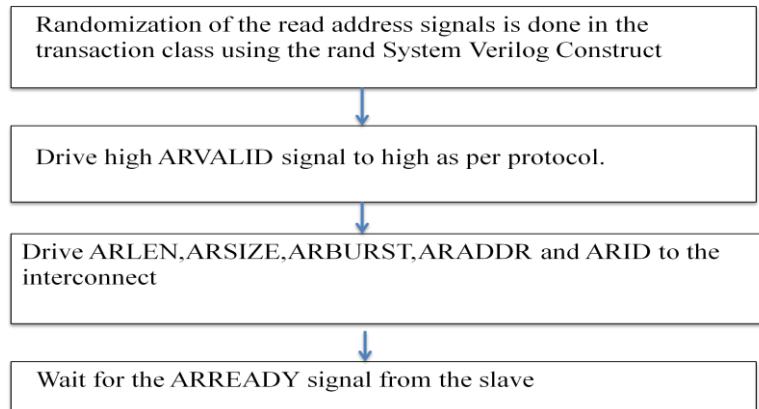 Randomization of the read address signals is done in the
transaction class using the rand System Verilog Construct
Drive high ARVALID signal to high as per protocol.
Drive ARLEN,ARSIZE,ARBURST,ARADDR and ARID to the
interconnect
Wait for the ARREADY signal from the slave